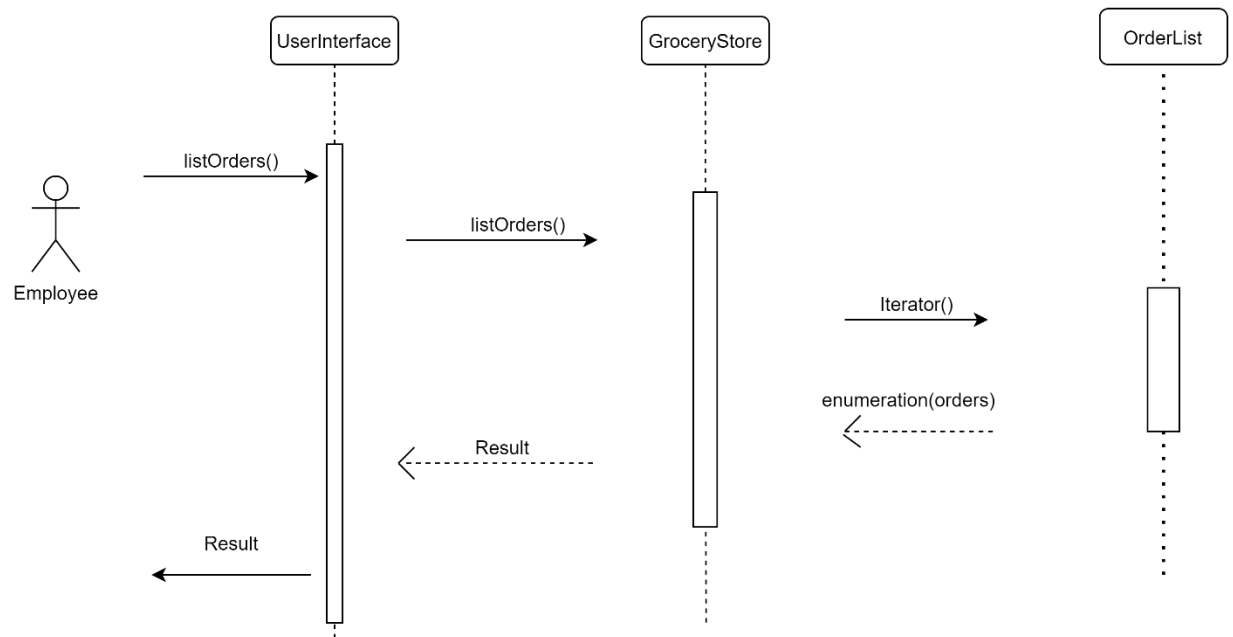 UserInterface
GroceryStore
OrderList
listOrders()
listOrders()
Employee
Iterator()
enumeration(orders)
Result
Result